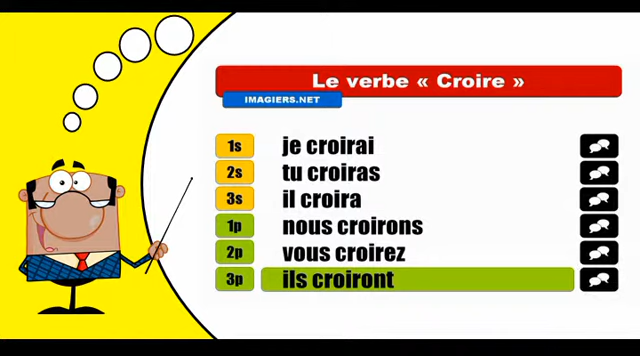 Le verbe « Croire »
IMAGIERS.NET
1s je croirai
2s tu croiras
3s il croira
1p nous croirons
2p vous croirez
3p ils croiront